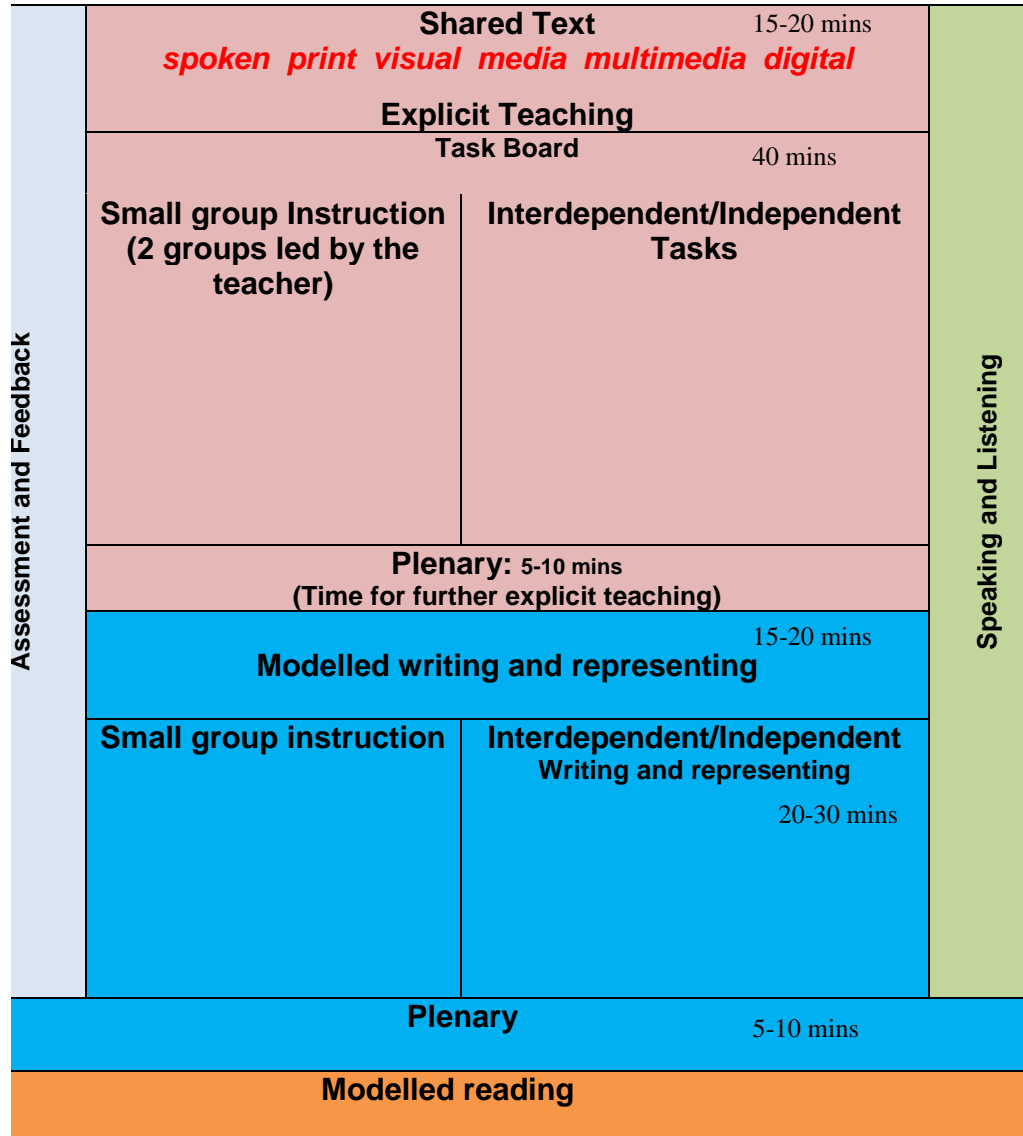 Shared Text 15-20 mins
spoken print visual media multimedia digital
Explicit Teaching
Task Board 40 mins
Small group Instruction
(2 groups led by the
teacher)
Interdependent/Independent
Tasks
Assessment and Feedback
Speaking and Listening
Plenary: 5-10 mins
(Time for further explicit teaching)
15-20 mins
Modelled writing and representing
Small group instruction
Interdependent/Independent
Writing and representing
20-30 mins
Plenary 5-10 mins
Modelled reading